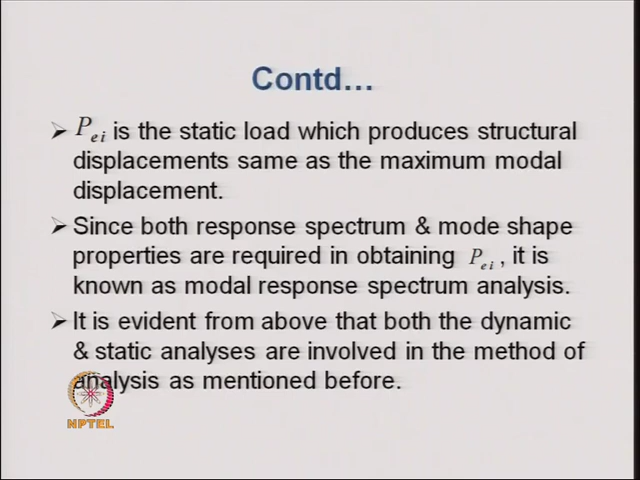 Contd…
➢ P_ei is the static load which produces structural
displacements same as the maximum modal
displacement.
➢ Since both response spectrum & mode shape
properties are required in obtaining P_ei , it is
known as modal response spectrum analysis.
➢ It is evident from above that both the dynamic
& static analyses are involved in the method of
analysis as mentioned before.
NPTEL